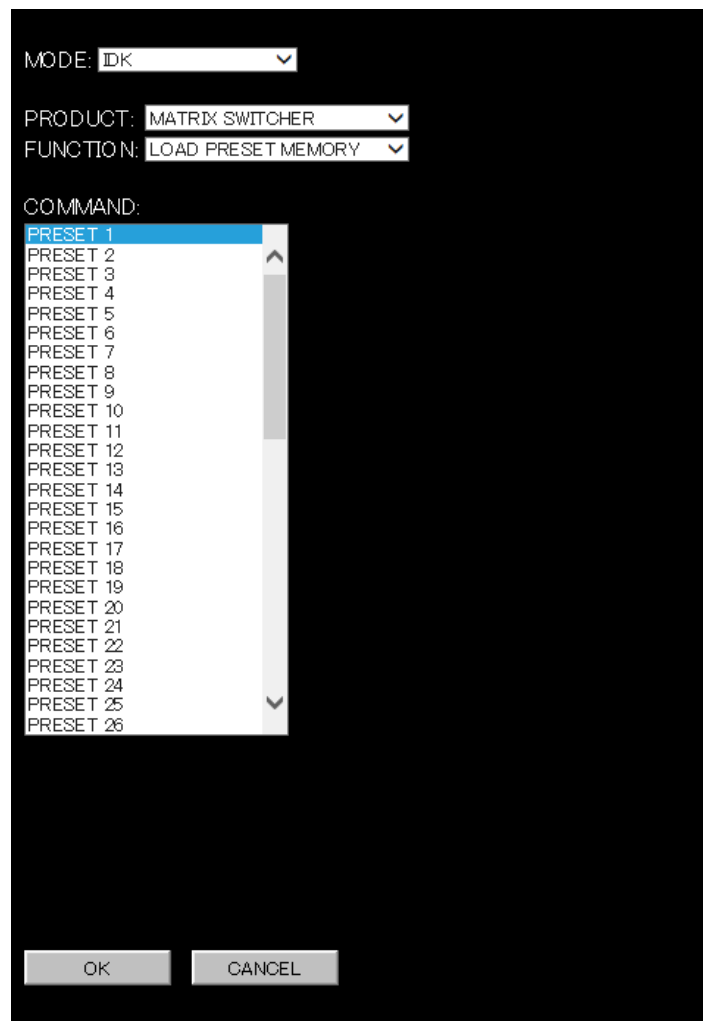 MODE: IDK
PRODUCT: MATRIX SWITCHER
FUNCTION: LOAD PRESET MEMORY
COMMAND:
PRESET 1
PRESET 2
PRESET 3
PRESET 4
PRESET 5
PRESET 6
PRESET 7
PRESET 8
PRESET 9
PRESET 10
PRESET 11
PRESET 12
PRESET 13
PRESET 14
PRESET 15
PRESET 16
PRESET 17
PRESET 18
PRESET 19
PRESET 20
PRESET 21
PRESET 22
PRESET 23
PRESET 24
PRESET 25
PRESET 26
OK CANCEL